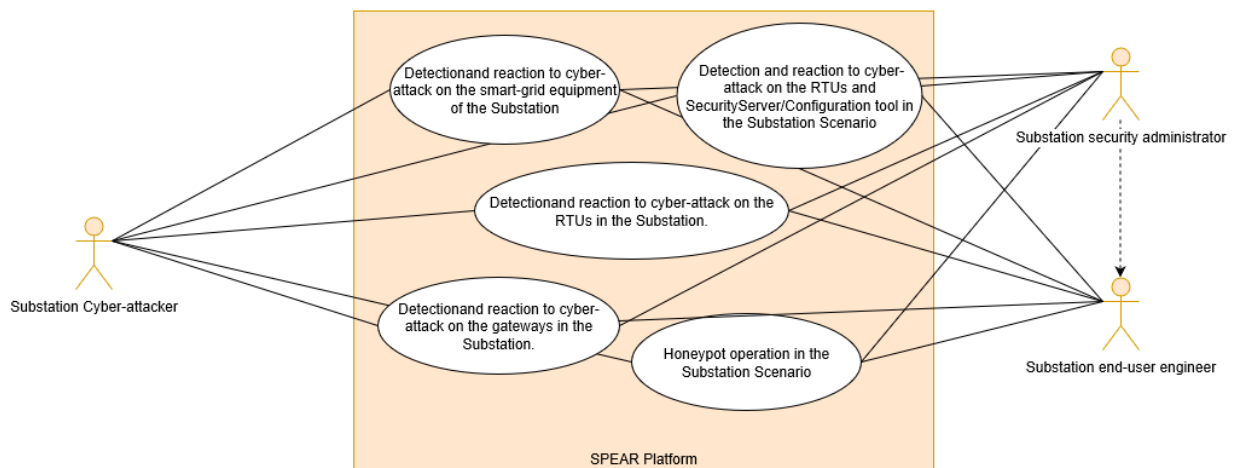 Detectionand reaction to cyber-
attack on the smart-grid equipment
of the Substation
Detection and reaction to cyber-
attack on the RTUs and
SecurityServer/Configuration tool in
the Substation Scenario
Substation security administrator
Detectionand reaction to cyber-attack on the
RTUs in the Substation.
Substation Cyber-attacker
Detectionand reaction to cyber-
attack on the gateways in the
Substation.
Honeypot operation in the
Substation Scenario
Substation end-user engineer
SPEAR Platform